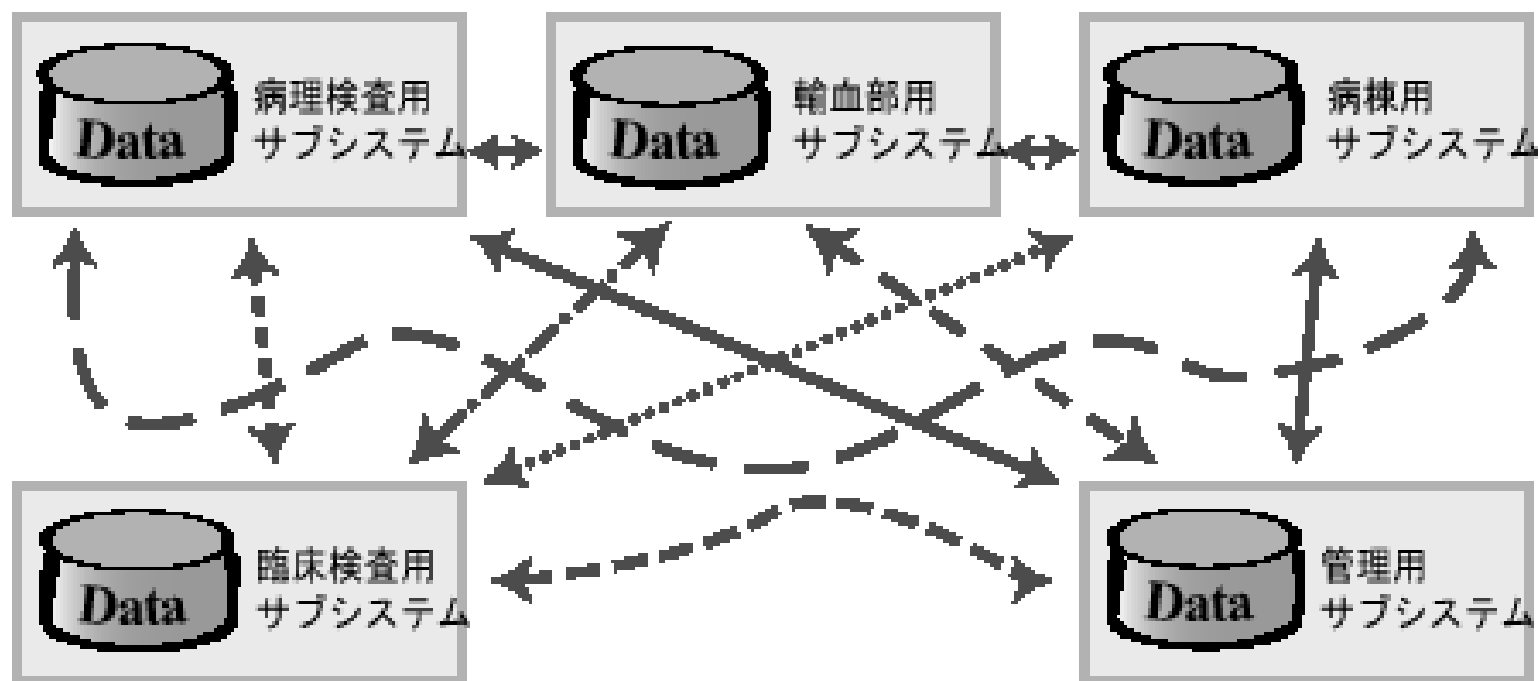 Data
病理検査用
サブシステム
Data
輸血部用
サブシステム
Data
病棟用
サブシステム
Data
臨床検査用
サブシステム
Data
管理用
サブシステム